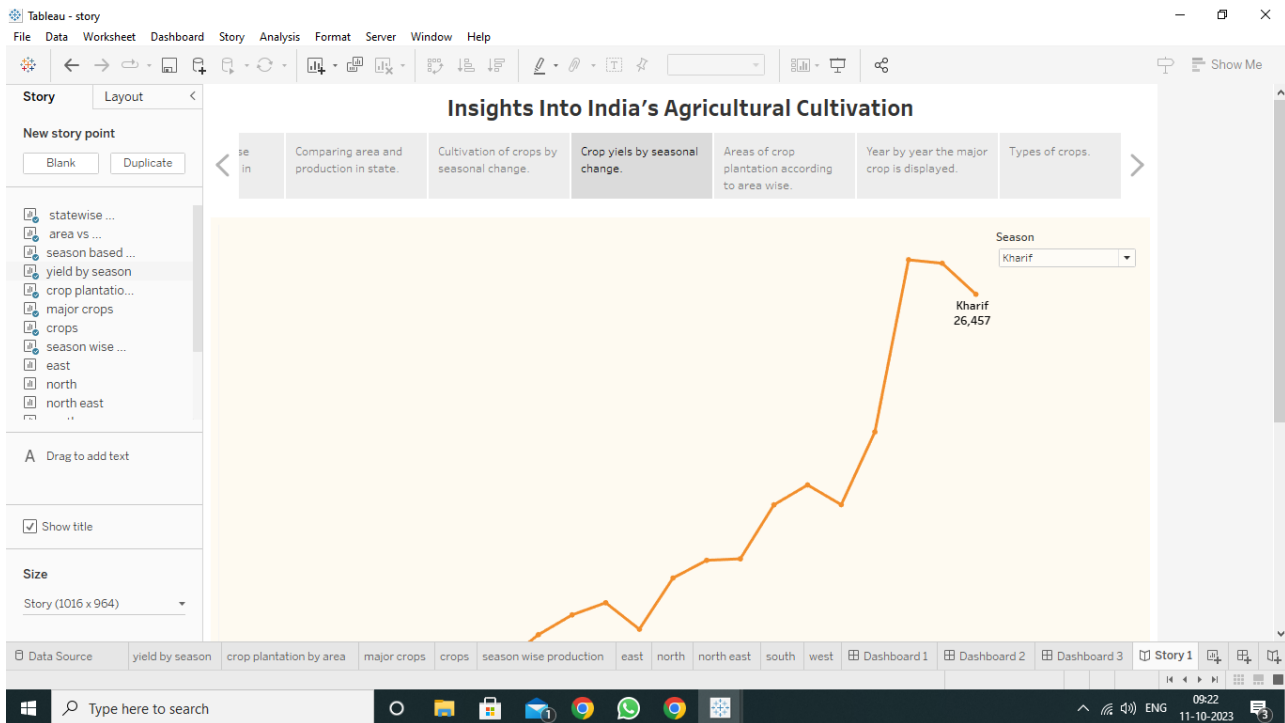 Tableau - story
File Data Worksheet Dashboard Story Analysis Format Server Window Help
Show Me
Story Layout
New story point
Blank Duplicate
statewise ...
area vs ...
season based ...
yield by season
crop plantatio...
major crops
crops
season wise ...
east
north
north east
A Drag to add text
Show title
Size
Story (1016 x 964)
Insights Into India's Agricultural Cultivation
se
in
Comparing area and
production in state.
Cultivation of crops by
seasonal change.
Crop yiels by seasonal
change.
Areas of crop
plantation according
to area wise.
Year by year the major
crop is displayed.
Types of crops.
Season
Kharif
Kharif
26,457
Data Source yield by season crop plantation by area major crops crops season wise production east north north east south west Dashboard 1 Dashboard 2 Dashboard 3 Story 1
Type here to search
1
ENG
09:22
11-10-2023
3